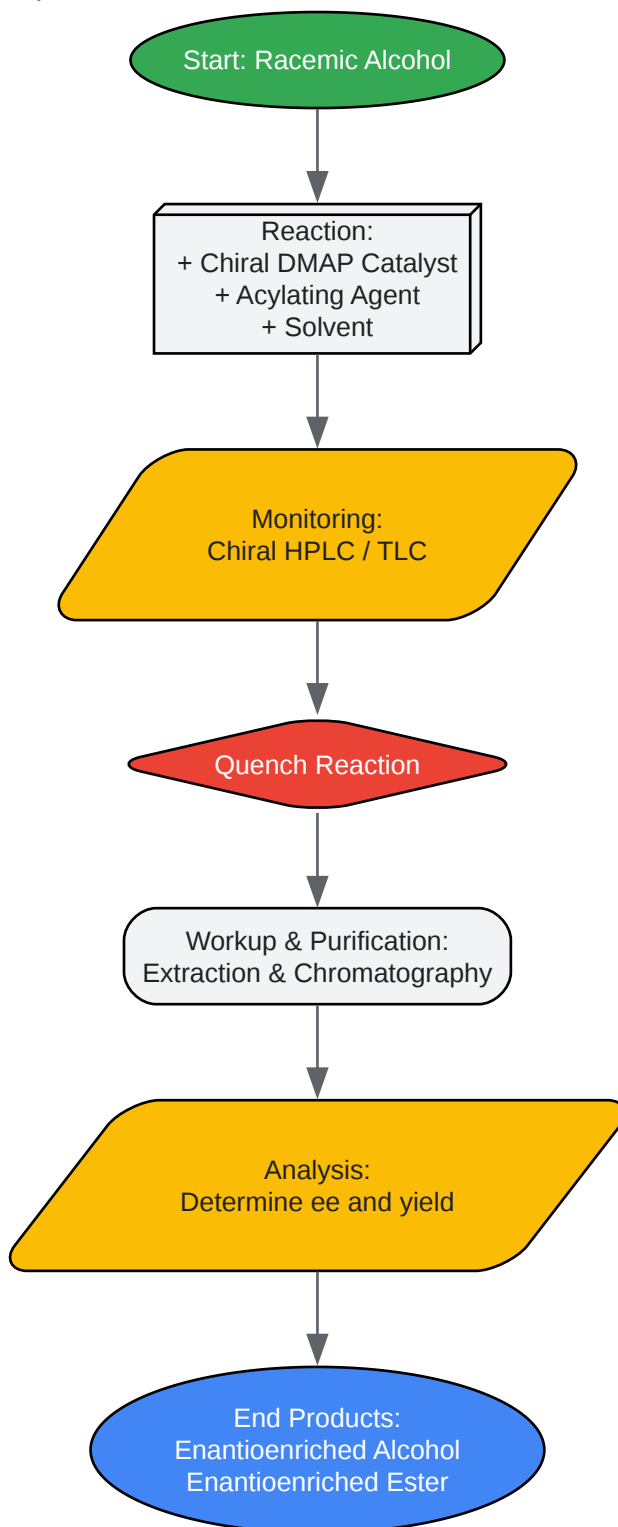 Start: Racemic Alcohol
Reaction:
+ Chiral DMAP Catalyst
+ Acylating Agent
+ Solvent
Monitoring:
Chiral HPLC / TLC
Quench Reaction
Workup & Purification:
Extraction & Chromatography
Analysis:
Determine ee and yield
End Products:
Enantioenriched Alcohol
Enantioenriched Ester